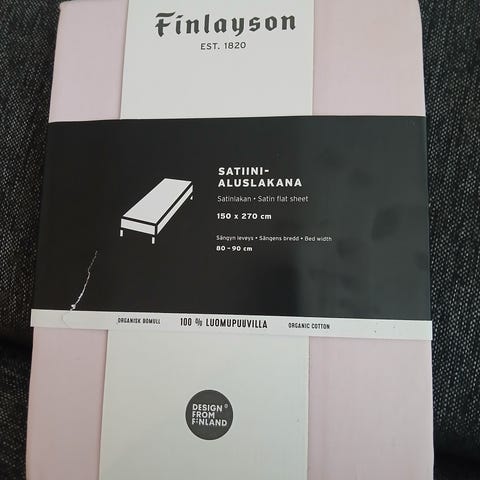 Finlayson
EST. 1820
SATIINI-
ALUSLAKANA
Satinlakan • Satin flat sheet
150 x 270 cm
Sängyn leveys • Sängens bredd • Bed width
80 – 90 cm
ORGANISK BOMULL 100 % LUOMUPUUVILLA ORGANIC COTTON
DESIGN
FROM
FINLAND